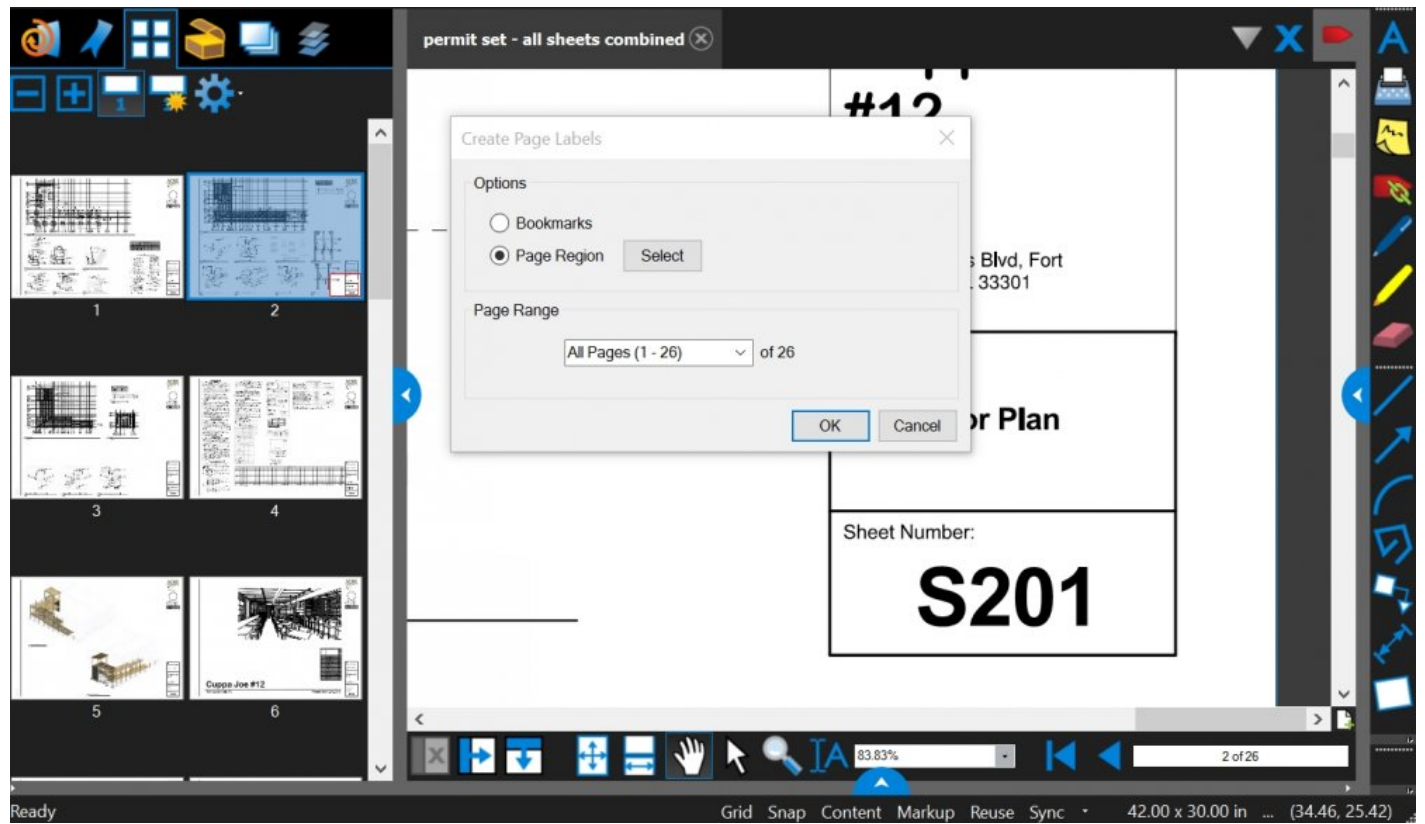 permit set - all sheets combined
#12
Create Page Labels
Options
Bookmarks
Page Region
Select
Page Range
All Pages (1 - 26)
of 26
OK
Cancel
Blvd, Fort
33301
Plan
Sheet Number:
S201
1
2
3
4
Cuppa Joe #12
5
6
83.83%
2 of 26
Ready
Grid Snap Content Markup Reuse Sync
42.00 x 30.00 in ... (34.46, 25.42)